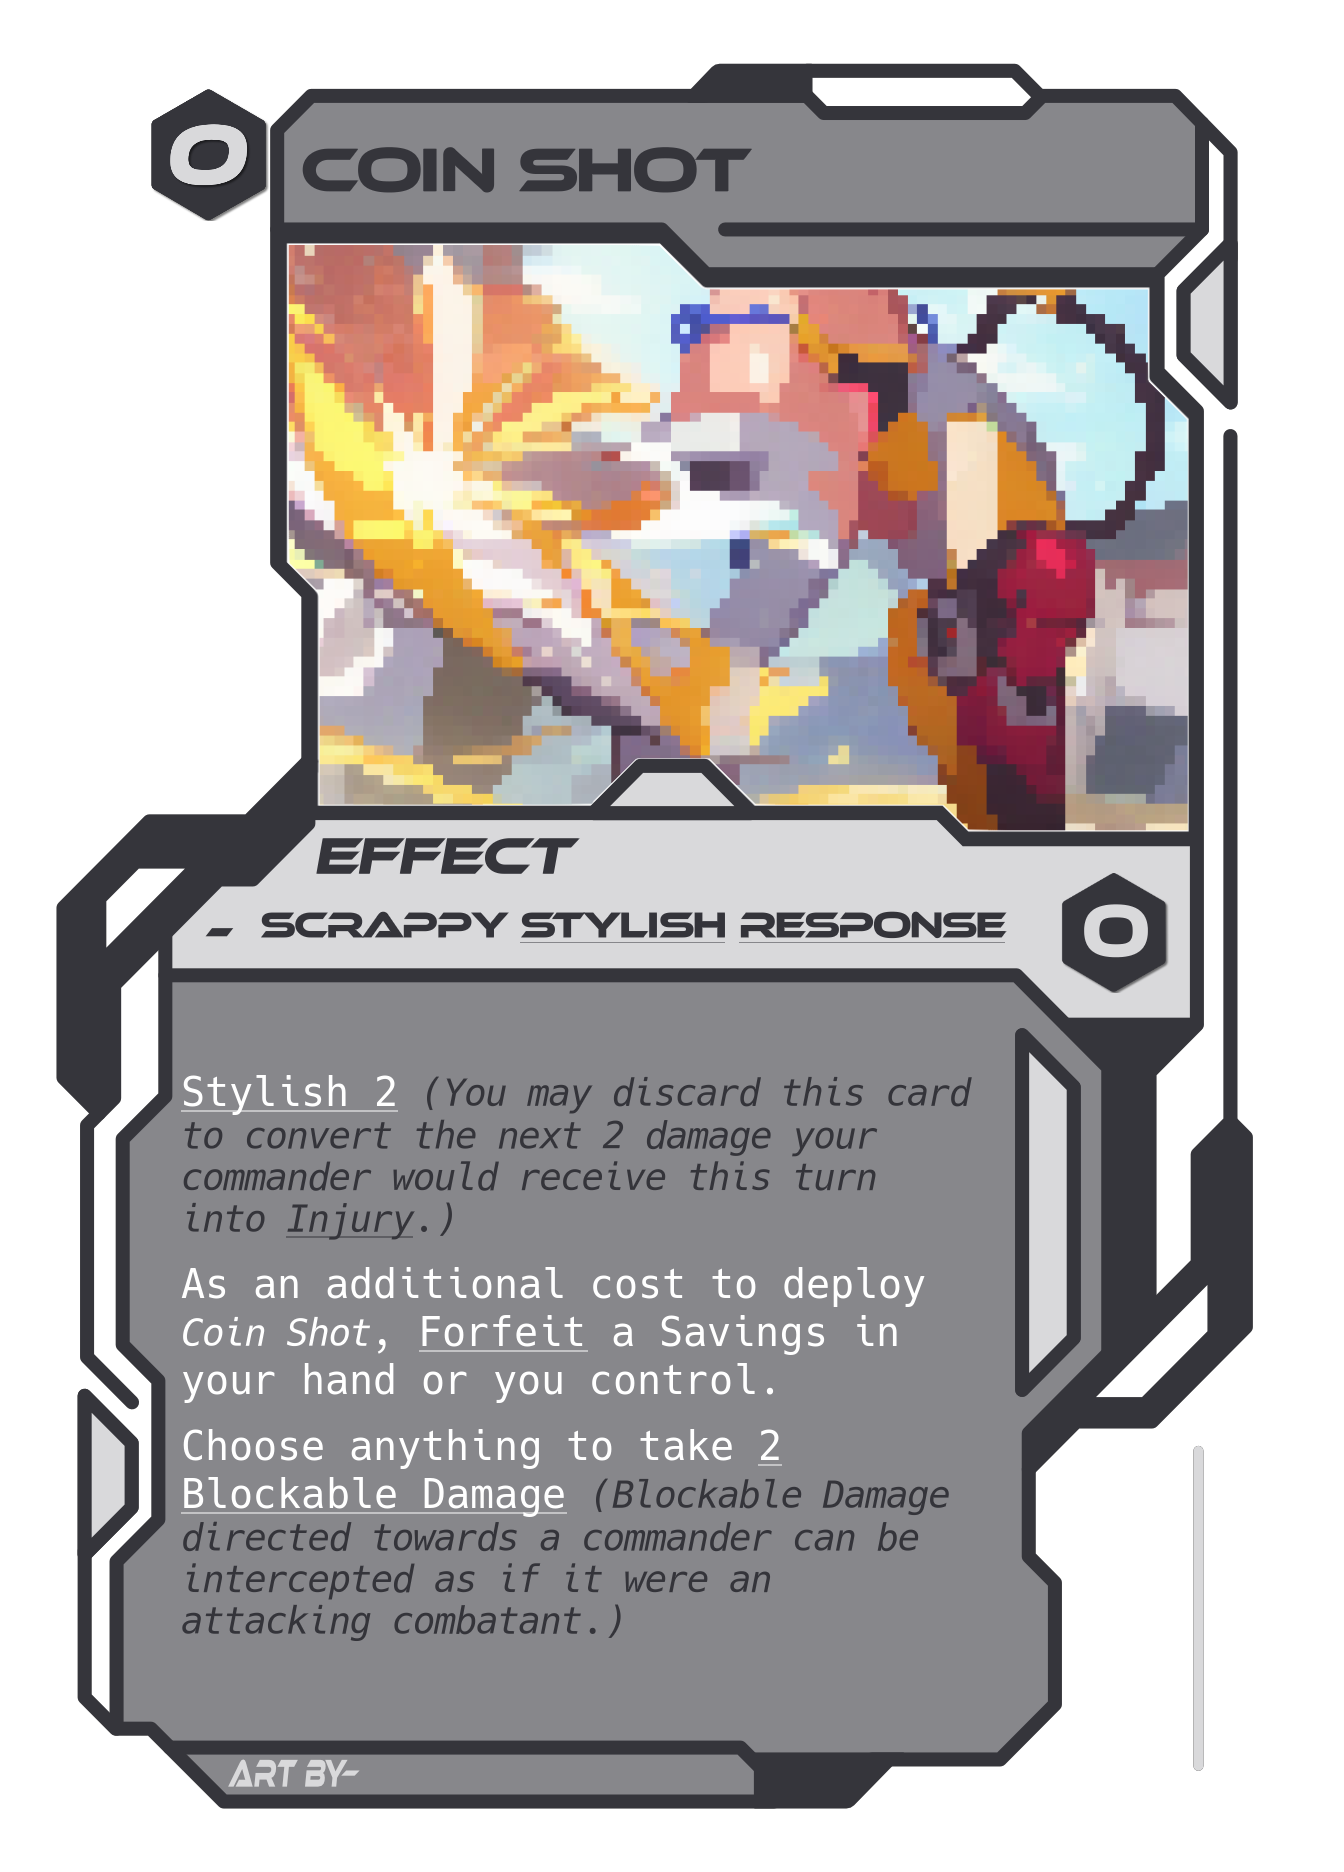 0
COIN SHOT
EFFECT
- SCRAPPY STYLISH RESPONSE
0
Stylish 2 (You may discard this card
to convert the next 2 damage your
commander would receive this turn
into Injury.)
As an additional cost to deploy
Coin Shot, Forfeit a Savings in
your hand or you control.
Choose anything to take 2
Blockable Damage (Blockable Damage
directed towards a commander can be
intercepted as if it were an
attacking combatant.)
ART BY-